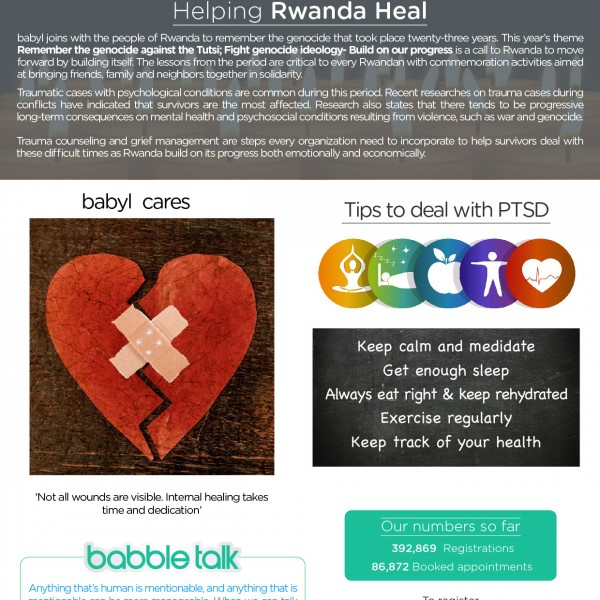 Helping Rwanda Heal
babyl joins with the people of Rwanda to remember the genocide that took place twenty-three years. This year's theme
Remember the genocide against the Tutsi; Fight genocide ideology- Build on our progress is a call to Rwanda to move
forward by building itself. The lessons from the period are critical to every Rwandan with commemoration activities aimed
at bringing friends, family and neighbors together in solidarity.
Traumatic cases with psychological conditions are common during this period. Recent researches on trauma cases during
conflicts have indicated that survivors are the most affected. Research also states that there tends to be progressive
long-term consequences on mental health and psychosocial conditions resulting from violence, such as war and genocide.
Trauma counseling and grief management are steps every organization need to incorporate to help survivors deal with
these difficult times as Rwanda build on its progress both emotionally and economically.
babyl cares
'Not all wounds are visible. Internal healing takes
time and dedication'
babble talk
Anything that's human is mentionable, and anything that is
Tips to deal with PTSD
Keep calm and medidate
Get enough sleep
Always eat right & keep rehydrated
Exercise regularly
Keep track of your health
Our numbers so far
392,869 Registrations
86,872 Booked appointments
To register